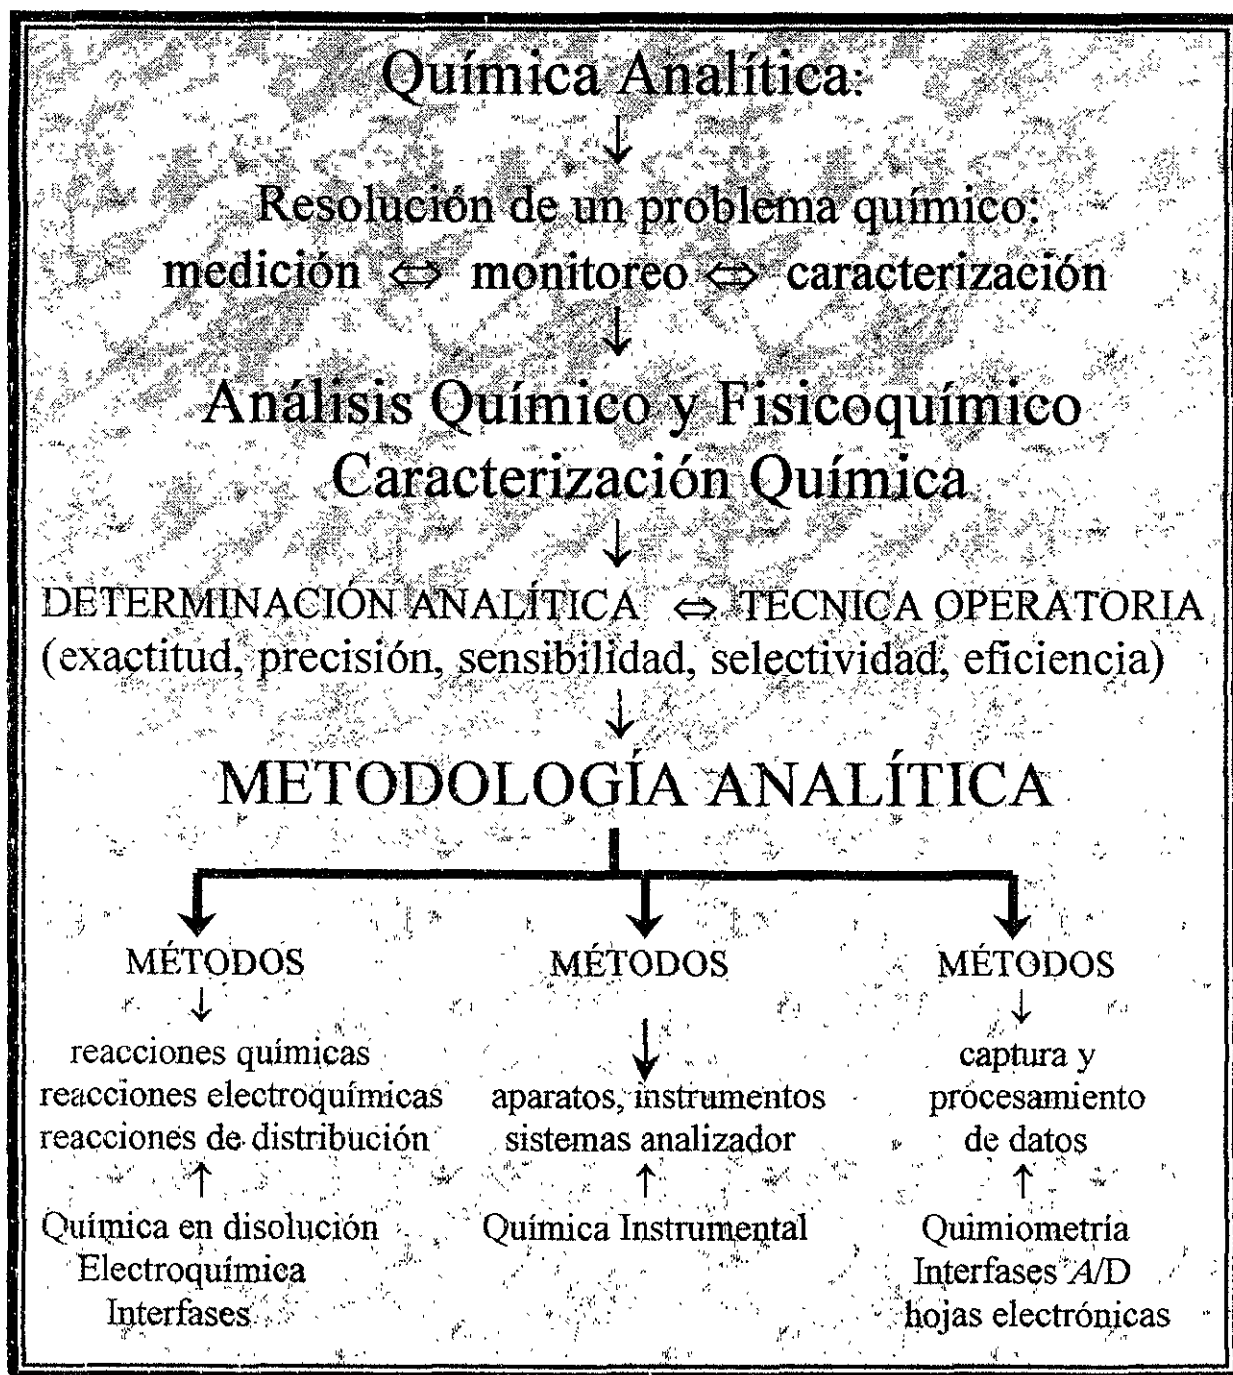 Química Analítica:
↓
Resolución de un problema químico:
medición ⇔ monitoreo ⇔ caracterización
↓
Análisis Químico y Fisicoquímico
Caracterización Química
↓
DETERMINACIÓN ANALÍTICA ⇔ TECNICA OPERATORIA
(exactitud, precisión, sensibilidad, selectividad, eficiencia)
↓
METODOLOGÍA ANALÍTICA
MÉTODOS
↓
reacciones químicas
reacciones electroquímicas
reacciones de distribución
↑
Química en disolución
Electroquímica
Interfases
MÉTODOS
↓
aparatos, instrumentos
sistemas analizador
↑
Química Instrumental
MÉTODOS
↓
captura y
procesamiento
de datos
↑
Quimiometría
Interfases A/D
hojas electrónicas